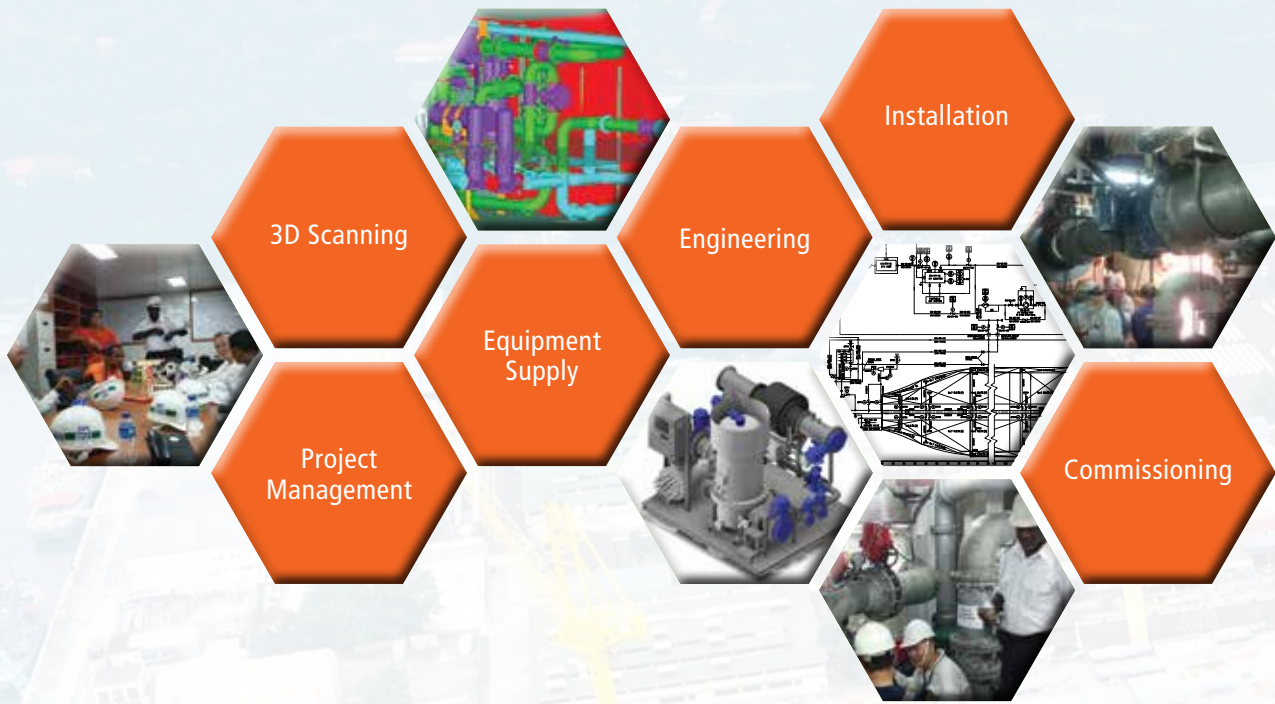 Installation
3D Scanning
Engineering
Equipment
Supply
Project
Management
Commissioning